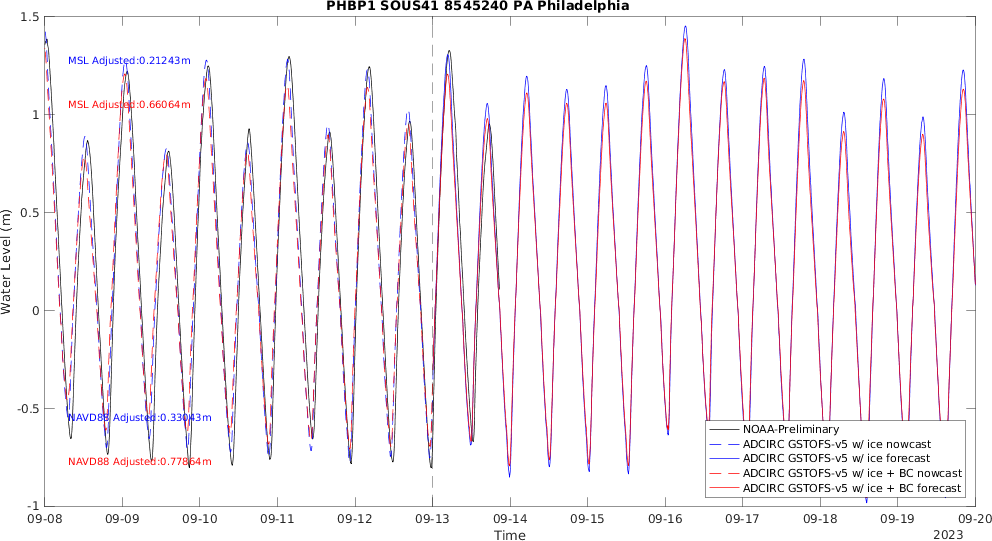 PHBP1 SOUS41 8545240 PA Philadelphia
1.5
1
0.5
0
-0.5
-1
Water Level (m)
MSL Adjusted:0.21243m
MSL Adjusted:0.66064m
NAVD88 Adjusted:0.33043m
NAVD88 Adjusted:0.77864m
NOAA-Preliminary
ADCIRC GSTOFS-v5 w/ ice nowcast
ADCIRC GSTOFS-v5 w/ ice forecast
ADCIRC GSTOFS-v5 w/ ice + BC nowcast
ADCIRC GSTOFS-v5 w/ ice + BC forecast
09-08 09-09 09-10 09-11 09-12 09-13 09-14 09-15 09-16 09-17 09-18 09-19 09-20
Time
2023